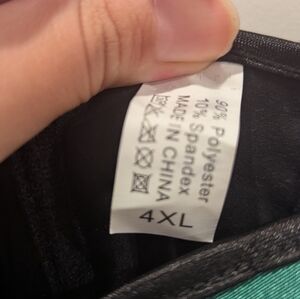 90% Polyester
10% Spandex
MADE IN CHINA
4XL